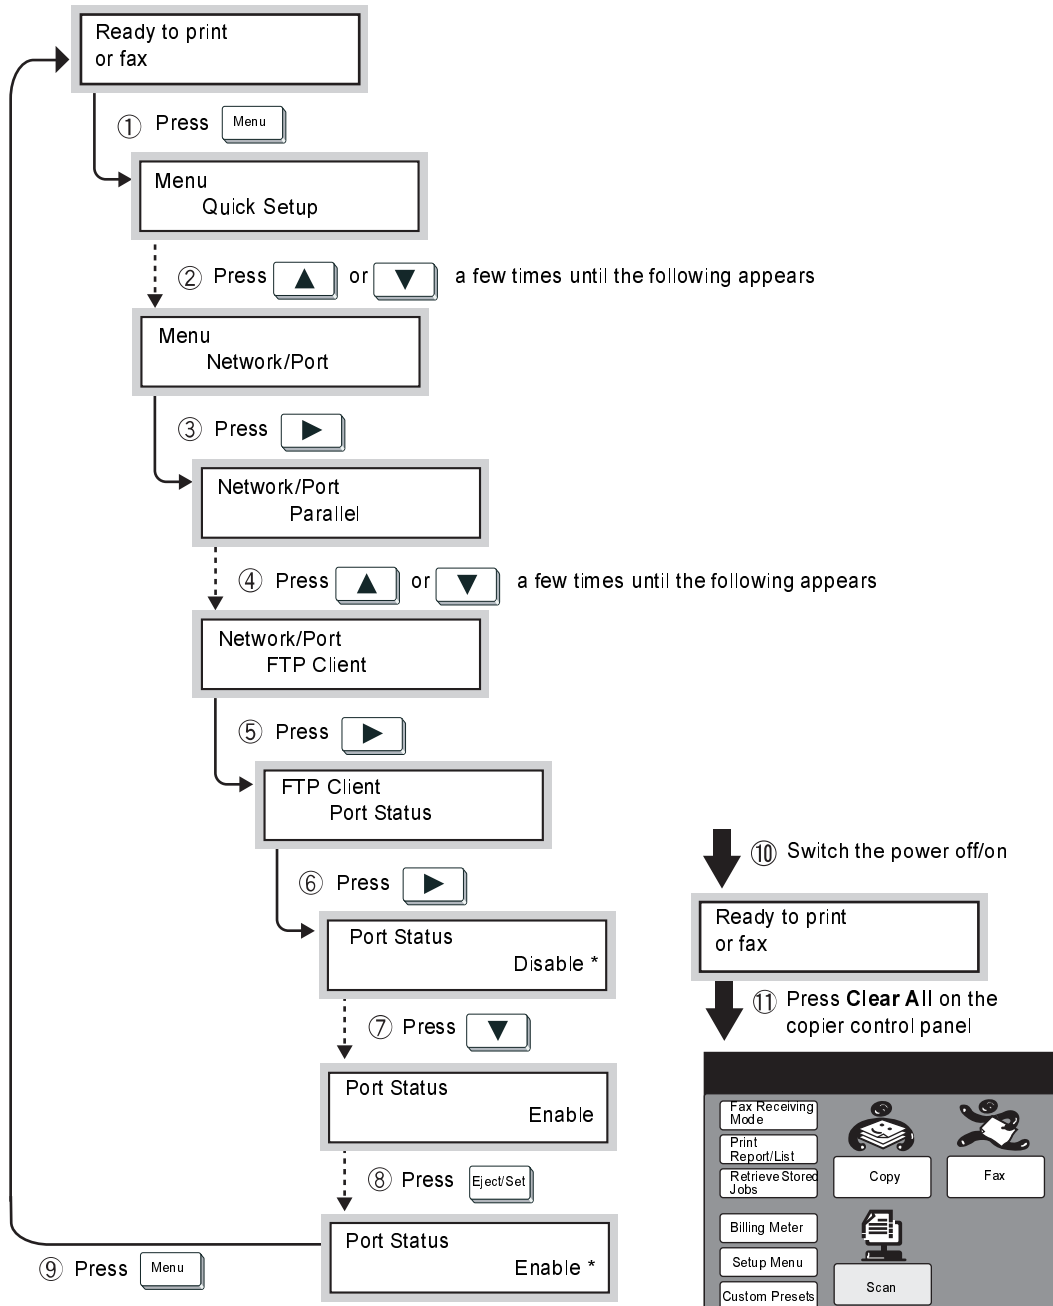 Ready to print
or fax
① Press Menu
Menu
Quick Setup
② Press ▲ or ▼ a few times until the following appears
Menu
Network/Port
③ Press ▶
Network/Port
Parallel
④ Press ▲ or ▼ a few times until the following appears
Network/Port
FTP Client
⑤ Press ▶
FTP Client
Port Status
⑥ Press ▶
Port Status
Disable *
⑦ Press ▼
Port Status
Enable
⑧ Press Eject/Set
Port Status
Enable *
⑨ Press Menu
⑩ Switch the power off/on
Ready to print
or fax
⑪ Press Clear All on the
copier control panel
Fax Receiving
Mode
Print
Report/List
Retrieve Stored
Jobs
Billing Meter
Setup Menu
Custom Presets
Copy
Fax
Scan